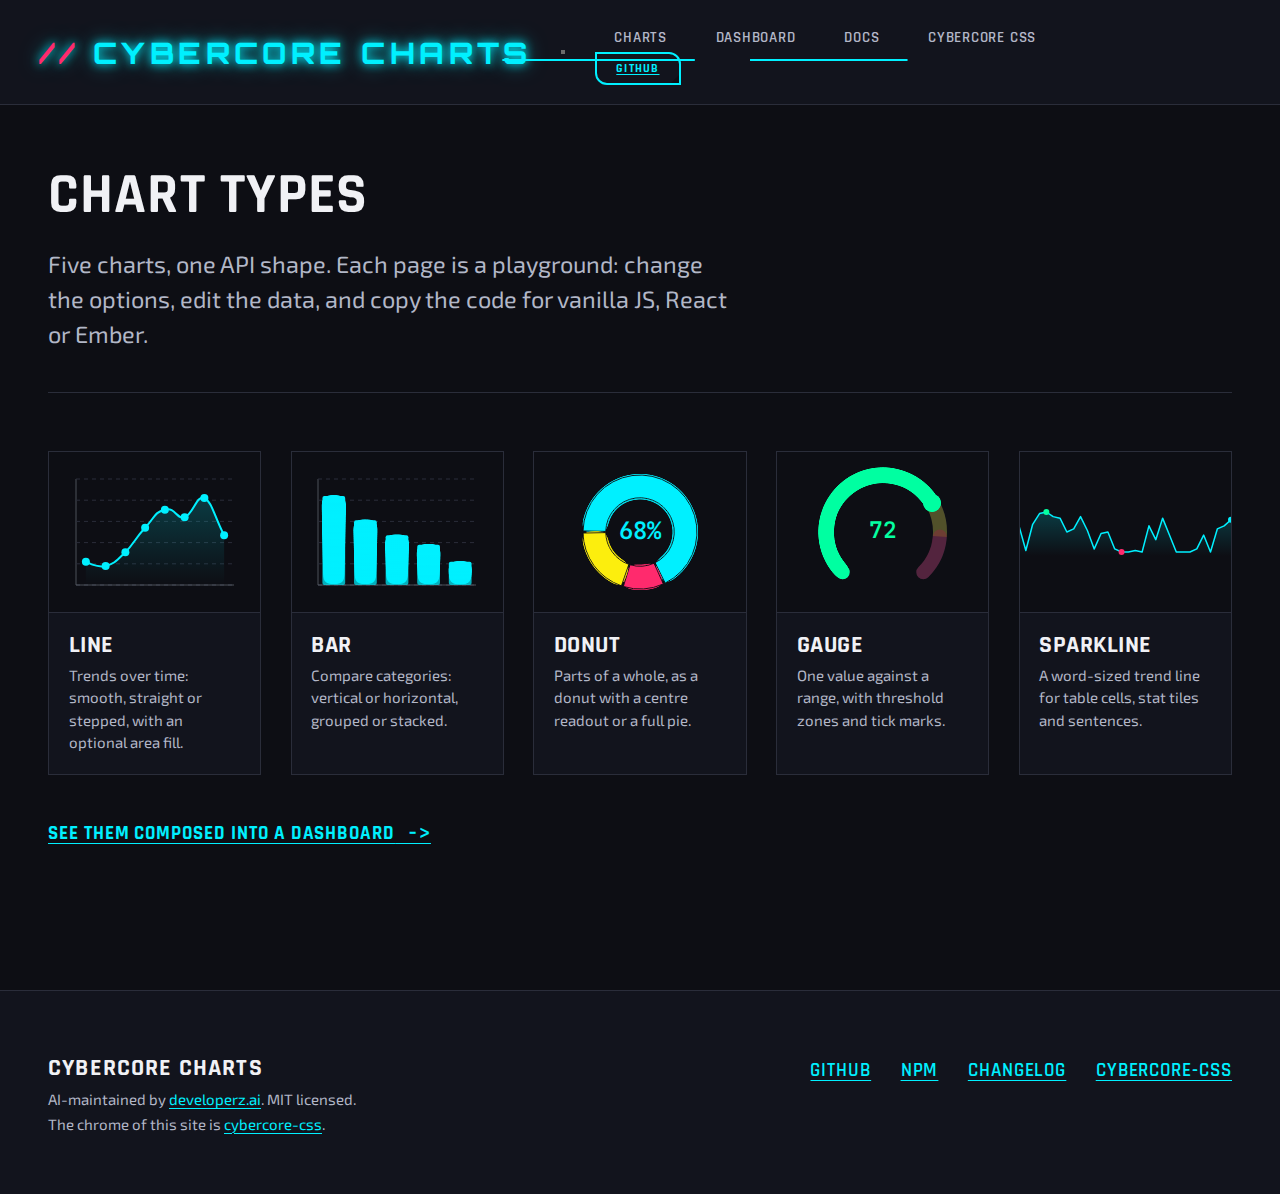 // CYBERCORE CHARTS
CHARTS DASHBOARD DOCS CYBERCORE CSS
GITHUB
CHART TYPES
Five charts, one API shape. Each page is a playground: change
the options, edit the data, and copy the code for vanilla JS, React
or Ember.
68%
72
LINE
Trends over time:
smooth, straight or
stepped, with an
optional area fill.
BAR
Compare categories:
vertical or horizontal,
grouped or stacked.
DONUT
Parts of a whole, as a
donut with a centre
readout or a full pie.
GAUGE
One value against a
range, with threshold
zones and tick marks.
SPARKLINE
A word-sized trend line
for table cells, stat tiles
and sentences.
SEE THEM COMPOSED INTO A DASHBOARD ->
CYBERCORE CHARTS
AI-maintained by developerz.ai. MIT licensed.
The chrome of this site is cybercore-css.
GITHUB NPM CHANGELOG CYBERCORE-CSS